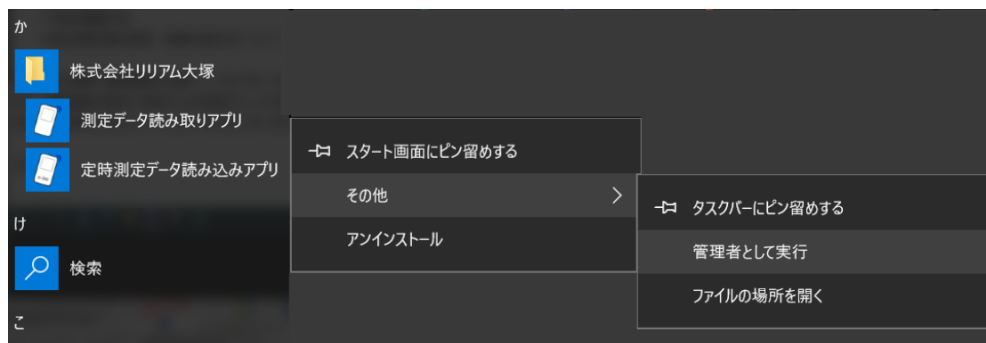 か
株式会社リリアム大塚
測定データ読み取りアプリ
定時測定データ読み込みアプリ
け
検索
こ
スタート画面にピン留めする
その他
アンインストール
タスクバーにピン留めする
管理者として実行
ファイルの場所を開く